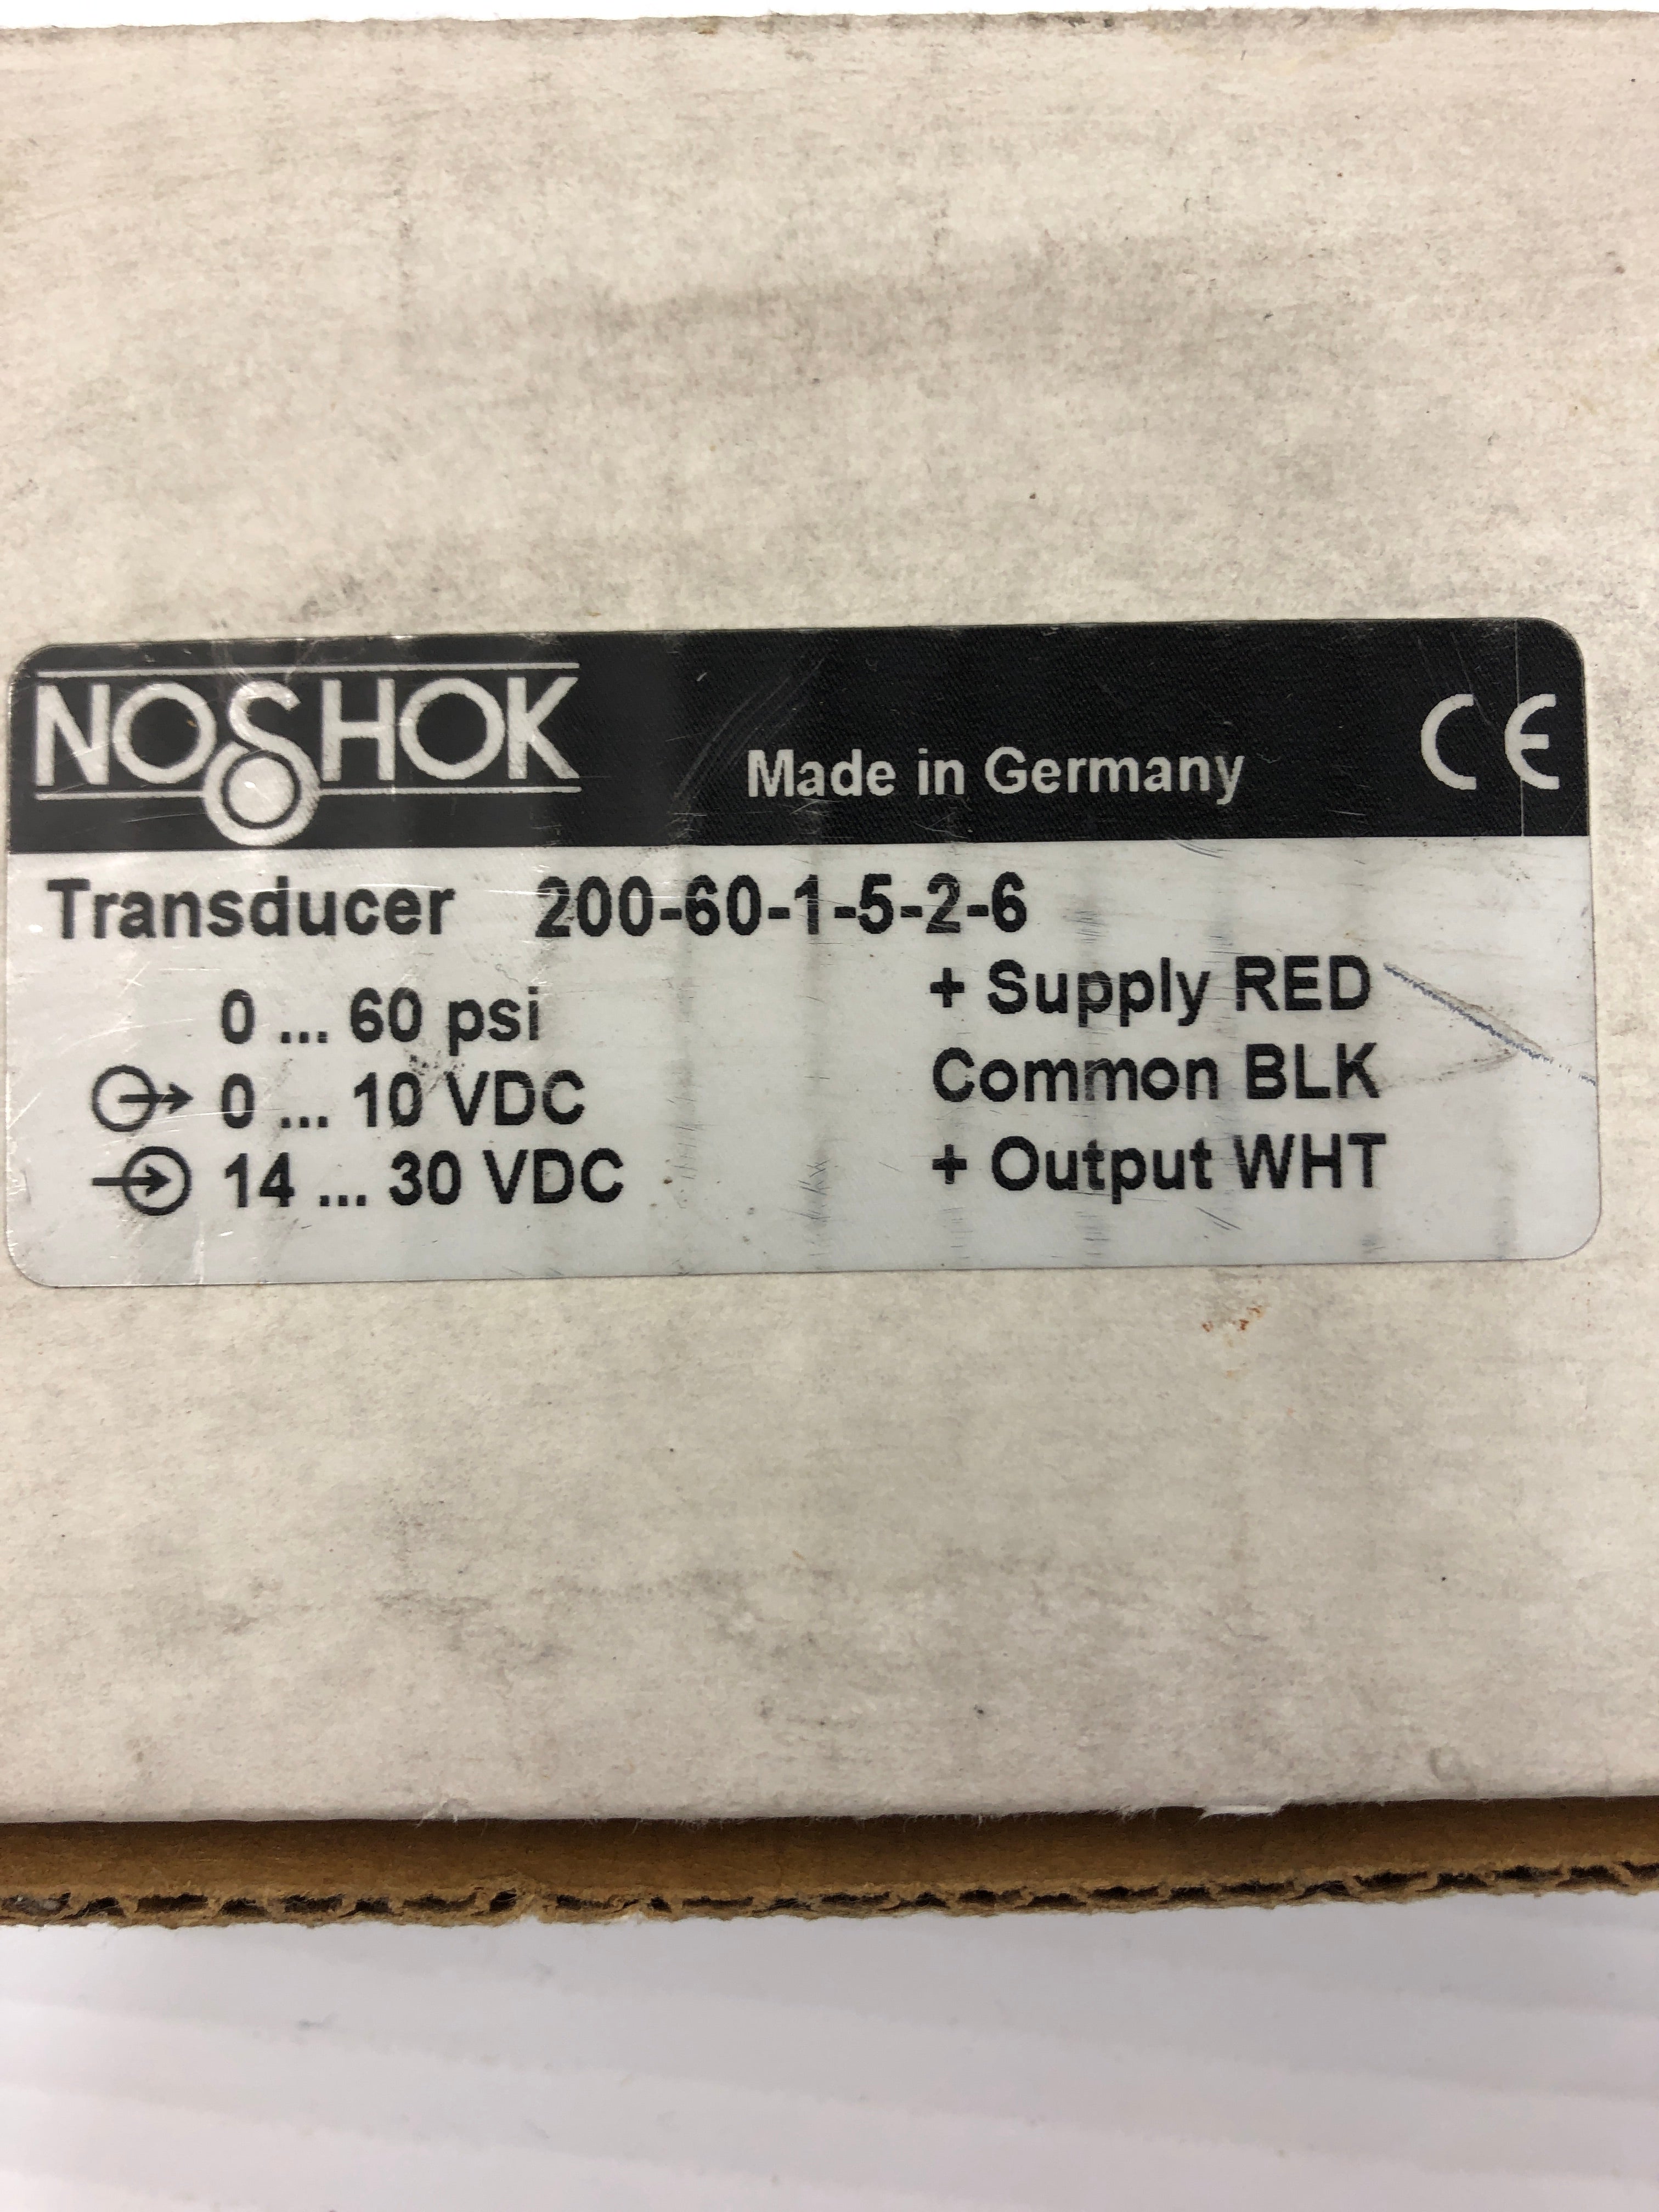 NOSHOK Made in Germany CE
Transducer 200-60-1-5-2-6
0 ... 60 psi
0 ... 10 VDC
14 ... 30 VDC
+ Supply RED
Common BLK
+ Output WHT